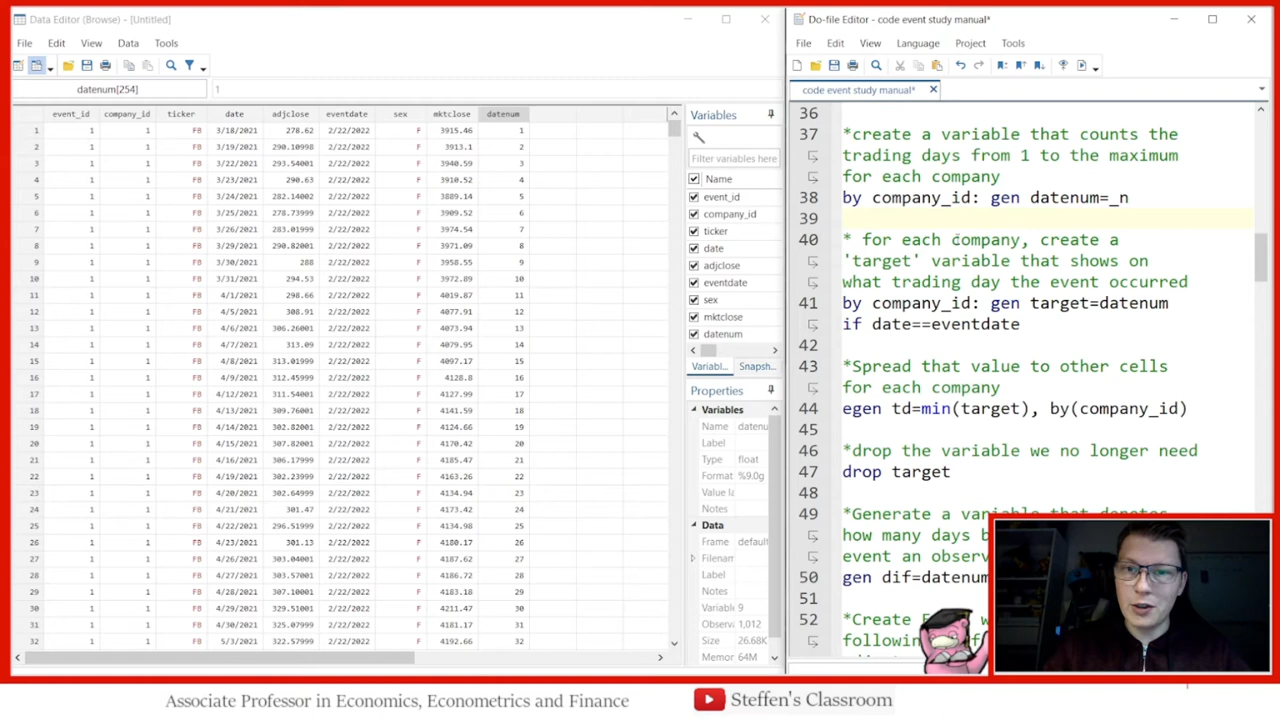 Data Editor (Browse) - [Untitled]
File Edit View Data Tools
datenum[254] 1
event_id company_id ticker date adjclose eventdate sex mktclose datenum
1 1 1 FB 3/18/2021 278.62 2/22/2022 F 3915.46 1
2 1 1 FB 3/19/2021 290.10998 2/22/2022 F 3913.1 2
3 1 1 FB 3/22/2021 293.54001 2/22/2022 F 3940.59 3
4 1 1 FB 3/23/2021 290.63 2/22/2022 F 3910.52 4
5 1 1 FB 3/24/2021 282.14002 2/22/2022 F 3889.14 5
6 1 1 FB 3/25/2021 278.73999 2/22/2022 F 3909.52 6
7 1 1 FB 3/26/2021 283.01999 2/22/2022 F 3974.54 7
8 1 1 FB 3/29/2021 290.82001 2/22/2022 F 3971.09 8
9 1 1 FB 3/30/2021 288 2/22/2022 F 3958.55 9
10 1 1 FB 3/31/2021 294.53 2/22/2022 F 3972.89 10
11 1 1 FB 4/1/2021 298.66 2/22/2022 F 4019.87 11
12 1 1 FB 4/5/2021 308.91 2/22/2022 F 4077.91 12
13 1 1 FB 4/6/2021 306.26001 2/22/2022 F 4073.94 13
14 1 1 FB 4/7/2021 313.09 2/22/2022 F 4079.95 14
15 1 1 FB 4/8/2021 313.01999 2/22/2022 F 4097.17 15
16 1 1 FB 4/9/2021 312.45999 2/22/2022 F 4128.8 16
17 1 1 FB 4/12/2021 311.54001 2/22/2022 F 4127.99 17
18 1 1 FB 4/13/2021 309.76001 2/22/2022 F 4141.59 18
19 1 1 FB 4/14/2021 302.82001 2/22/2022 F 4124.66 19
20 1 1 FB 4/15/2021 307.82001 2/22/2022 F 4170.42 20
21 1 1 FB 4/16/2021 306.17999 2/22/2022 F 4185.47 21
22 1 1 FB 4/19/2021 302.23999 2/22/2022 F 4163.26 22
23 1 1 FB 4/20/2021 302.64999 2/22/2022 F 4134.94 23
24 1 1 FB 4/21/2021 301.47 2/22/2022 F 4173.42 24
25 1 1 FB 4/22/2021 296.51999 2/22/2022 F 4134.98 25
26 1 1 FB 4/23/2021 301.13 2/22/2022 F 4180.17 26
27 1 1 FB 4/26/2021 303.04001 2/22/2022 F 4187.62 27
28 1 1 FB 4/27/2021 303.57001 2/22/2022 F 4186.72 28
29 1 1 FB 4/28/2021 307.10001 2/22/2022 F 4183.18 29
30 1 1 FB 4/29/2021 329.51001 2/22/2022 F 4211.47 30
31 1 1 FB 4/30/2021 325.07999 2/22/2022 F 4181.17 31
32 1 1 FB 5/3/2021 322.57999 2/22/2022 F 4192.66 32
Variables
Filter variables here
Name
event_id
company_id
ticker
date
adjclose
eventdate
sex
mktclose
datenum
Variabl... Snapsh...
Properties
Variables
Name datenu
Label
Type float
Format %9.0g
Value la
Notes
Data
Frame default
Filenam
Label
Notes
Variable 9
Observa 1,012
Size 26.68K
Memor 64M
Do-file Editor - code event study manual*
File Edit View Language Project Tools
code event study manual*
36
37 *create a variable that counts the
trading days from 1 to the maximum
for each company
38 by company_id: gen datenum=_n
39
40 * for each company, create a
'target' variable that shows on
what trading day the event occurred
41 by company_id: gen target=datenum
if date==eventdate
42
43 *Spread that value to other cells
for each company
44 egen td=min(target), by(company_id)
45
46 *drop the variable we no longer need
47 drop target
48
49 *Generate a variable that denotes
how many days
event an observ
50 gen dif=datenum
51
52 *Create
following
Associate Professor in Economics, Econometrics and Finance
Steffen's Classroom